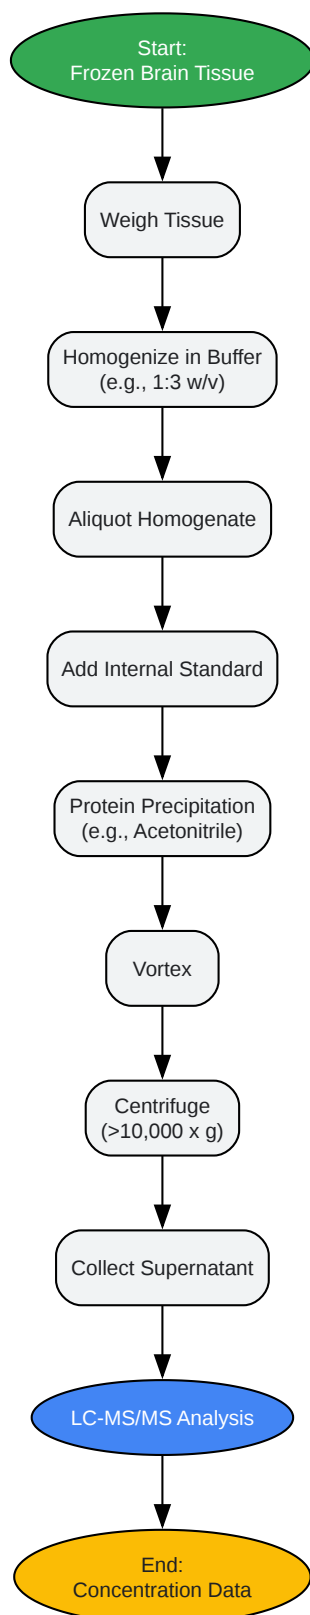 Start:
Frozen Brain Tissue
Weigh Tissue
Homogenize in Buffer
(e.g., 1:3 w/v)
Aliquot Homogenate
Add Internal Standard
Protein Precipitation
(e.g., Acetonitrile)
Vortex
Centrifuge
(>10,000 x g)
Collect Supernatant
LC-MS/MS Analysis
End:
Concentration Data